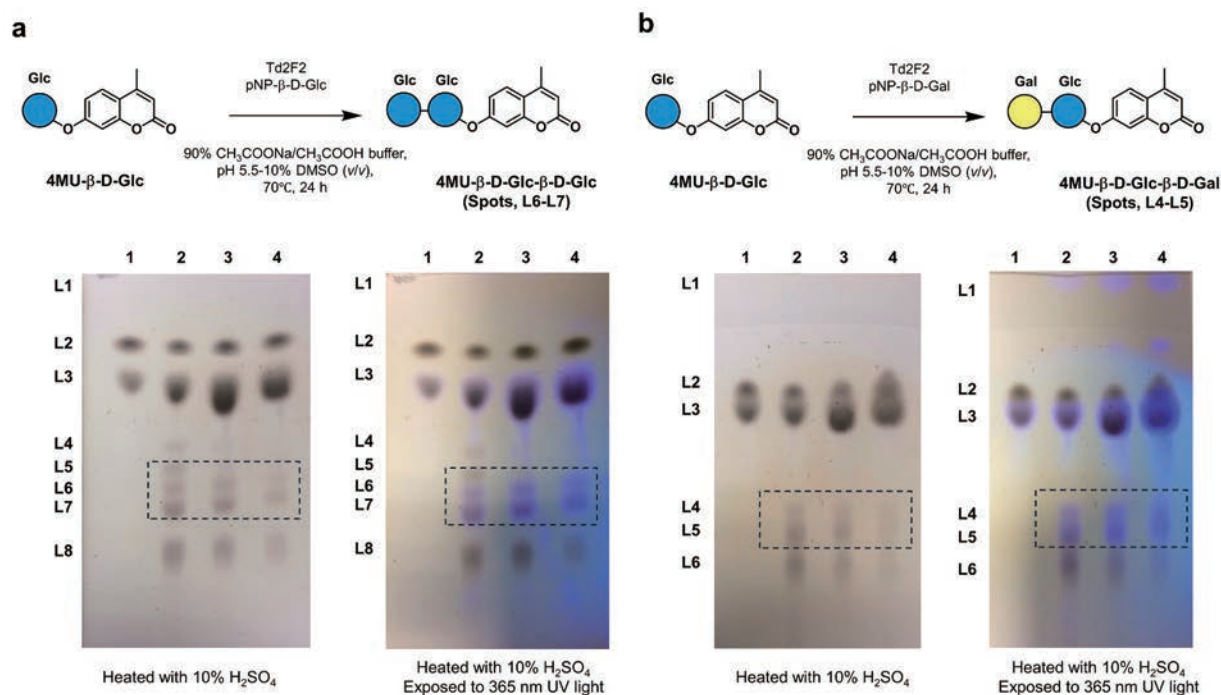 a
Glc
4MU-β-D-Glc
Td2F2
pNP-β-D-Glc
90% CH₃COONa/CH₃COOH buffer,
pH 5.5-10% DMSO (v/v),
70℃, 24 h
Glc Glc
4MU-β-D-Glc-β-D-Glc
(Spots, L6-L7)
O
O
O
O
O
O
1 2 3 4
L1
L2
L3
L4
L5
L6
L7
L8
Heated with 10% H₂SO₄
1 2 3 4
L1
L2
L3
L4
L5
L6
L7
L8
Heated with 10% H₂SO₄
Exposed to 365 nm UV light
b
Glc
4MU-β-D-Glc
Td2F2
pNP-β-D-Gal
90% CH₃COONa/CH₃COOH buffer,
pH 5.5-10% DMSO (v/v),
70℃, 24 h
Gal Glc
4MU-β-D-Glc-β-D-Gal
(Spots, L4-L5)
O
O
O
O
O
O
1 2 3 4
L1
L2
L3
L4
L5
L6
Heated with 10% H₂SO₄
1 2 3 4
L1
L2
L3
L4
L5
L6
Heated with 10% H₂SO₄
Exposed to 365 nm UV light